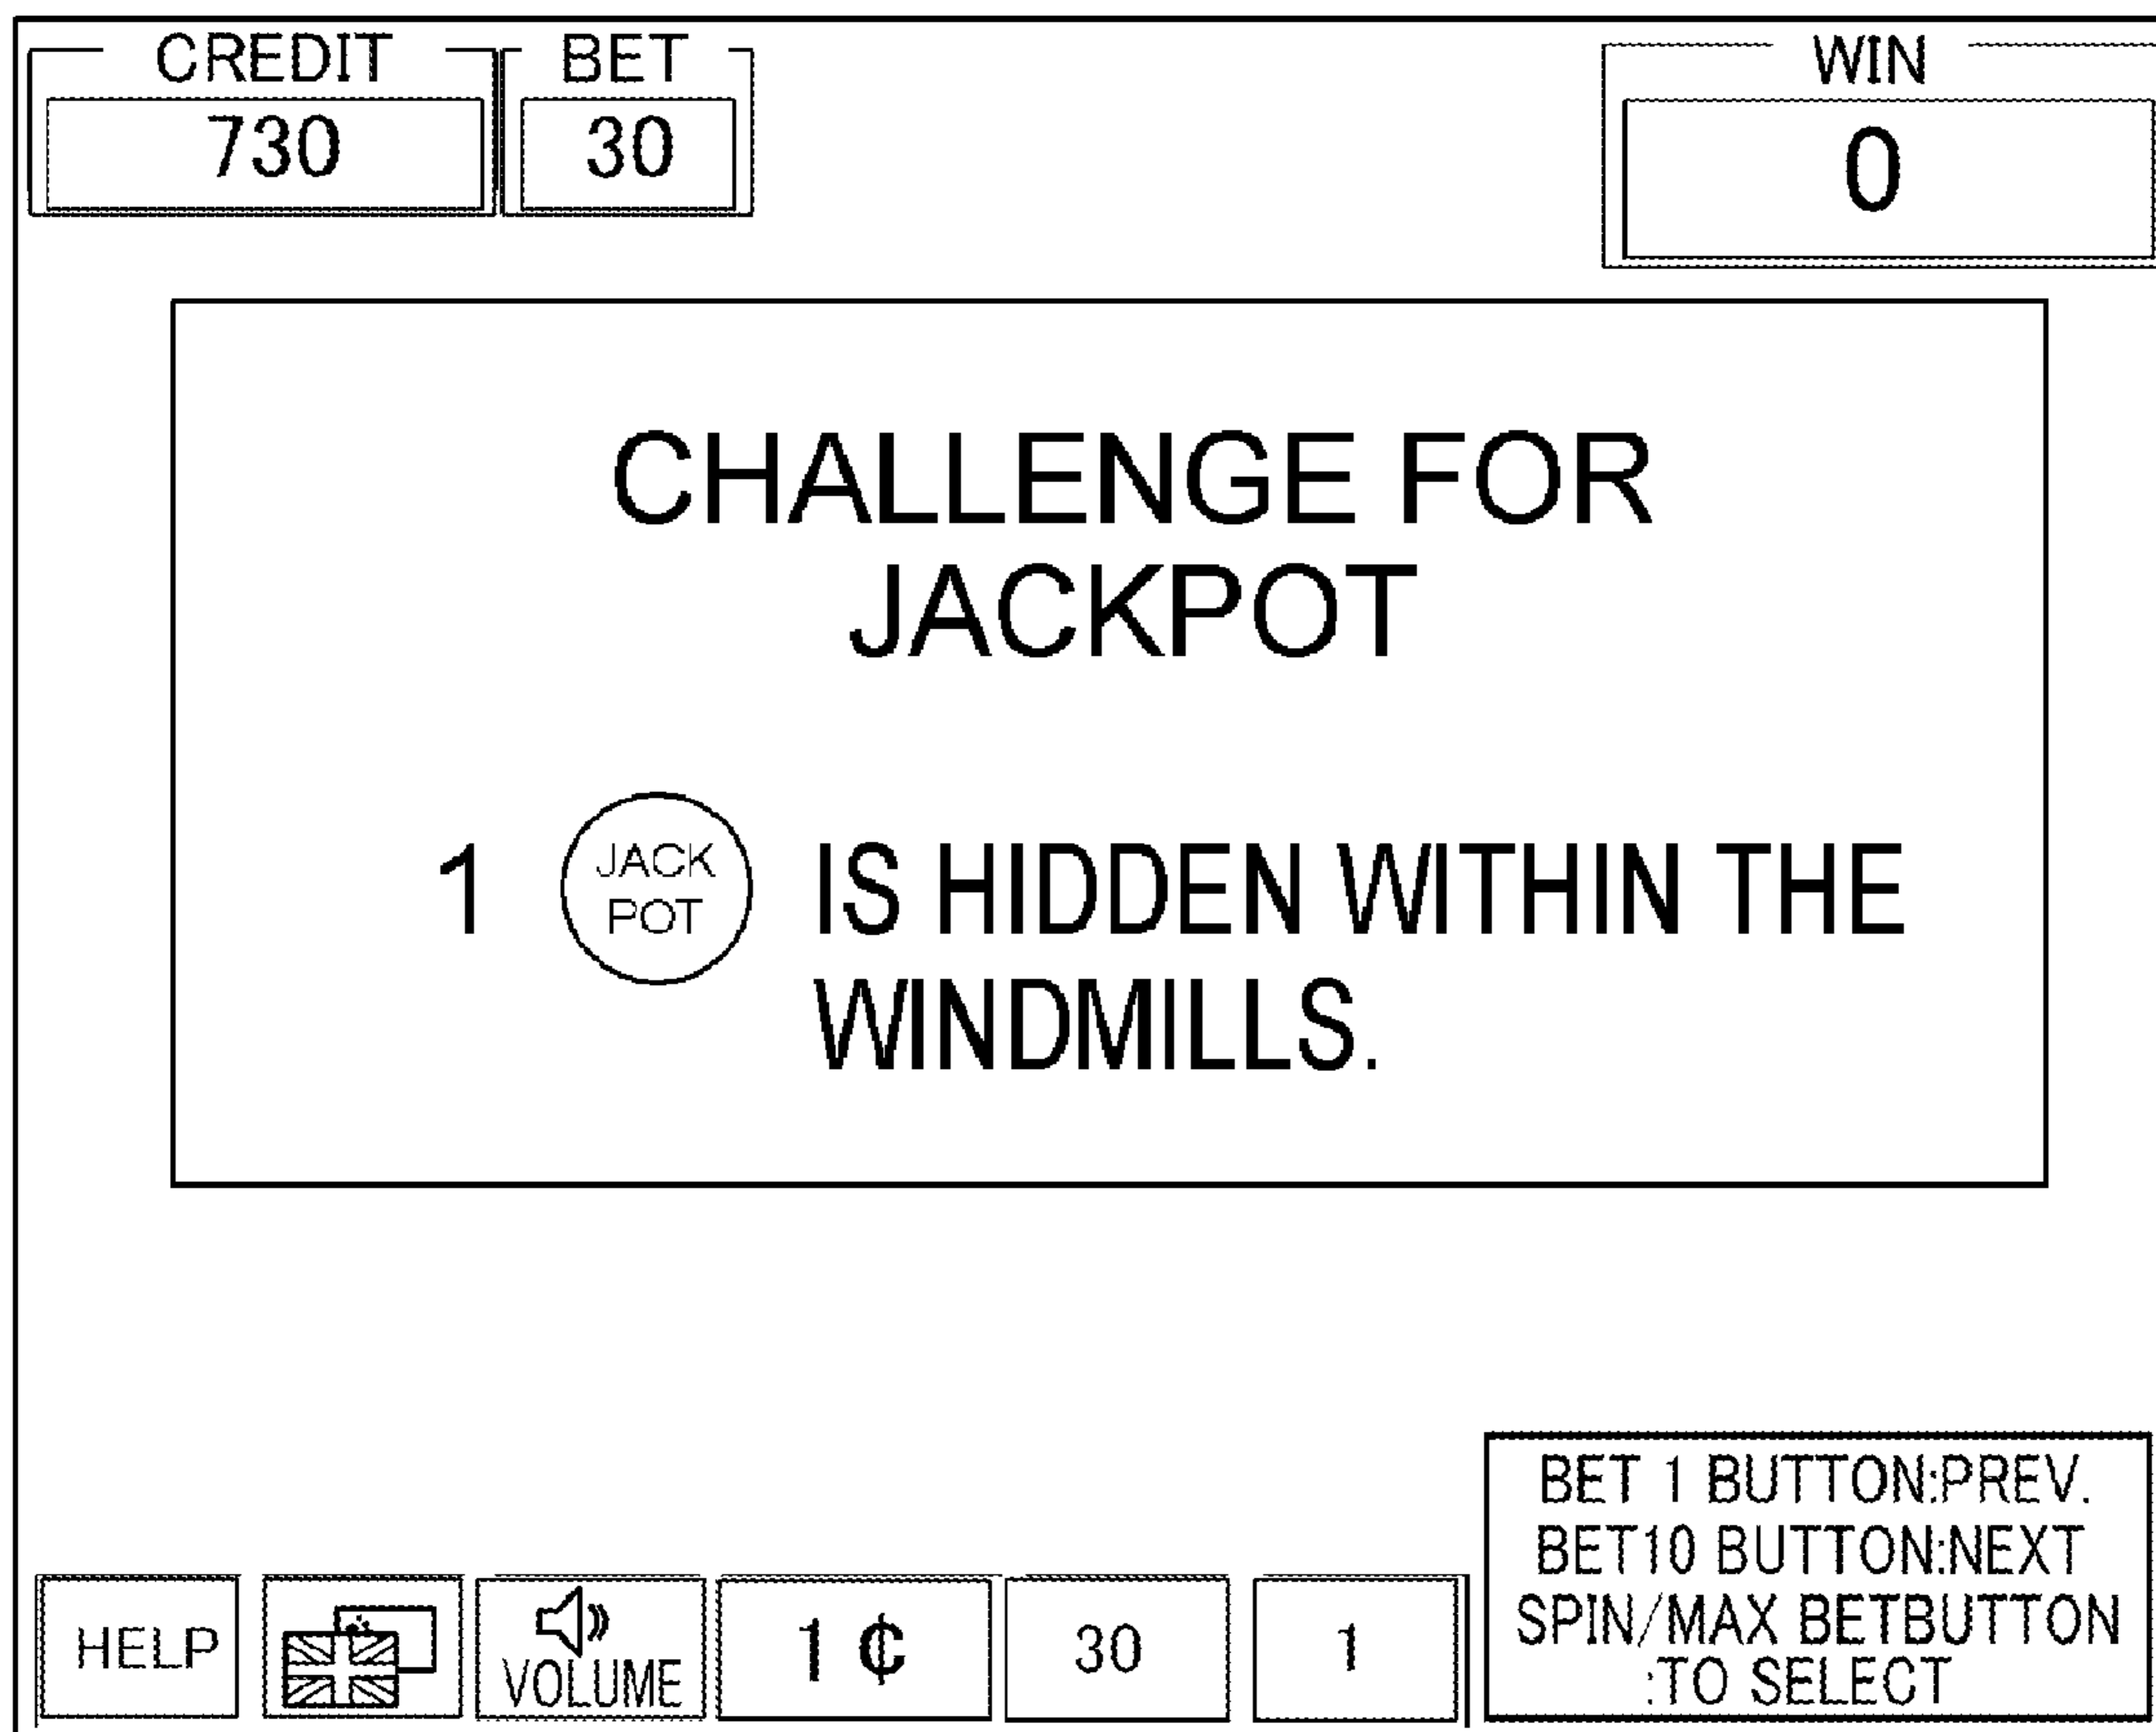 CREDIT BET WIN
730 30 0
CHALLENGE FOR
JACKPOT
1 JACK POT IS HIDDEN WITHIN THE
WINDMILLS.
BET 1 BUTTON:PREV.
BET10 BUTTON:NEXT
SPIN/MAX BETBUTTON
:TO SELECT
HELP VOLUME 1 ¢ 30 1